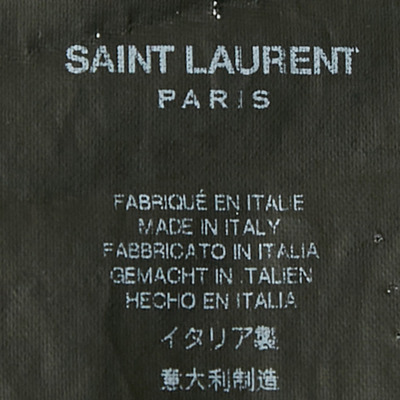 SAINT LAURENT
PARIS
FABRIQUÉ EN ITALIE
MADE IN ITALY
FABBRICATO IN ITALIA
GEMACHT IN ITALIEN
HECHO EN ITALIA
イタリア製
意大利制造